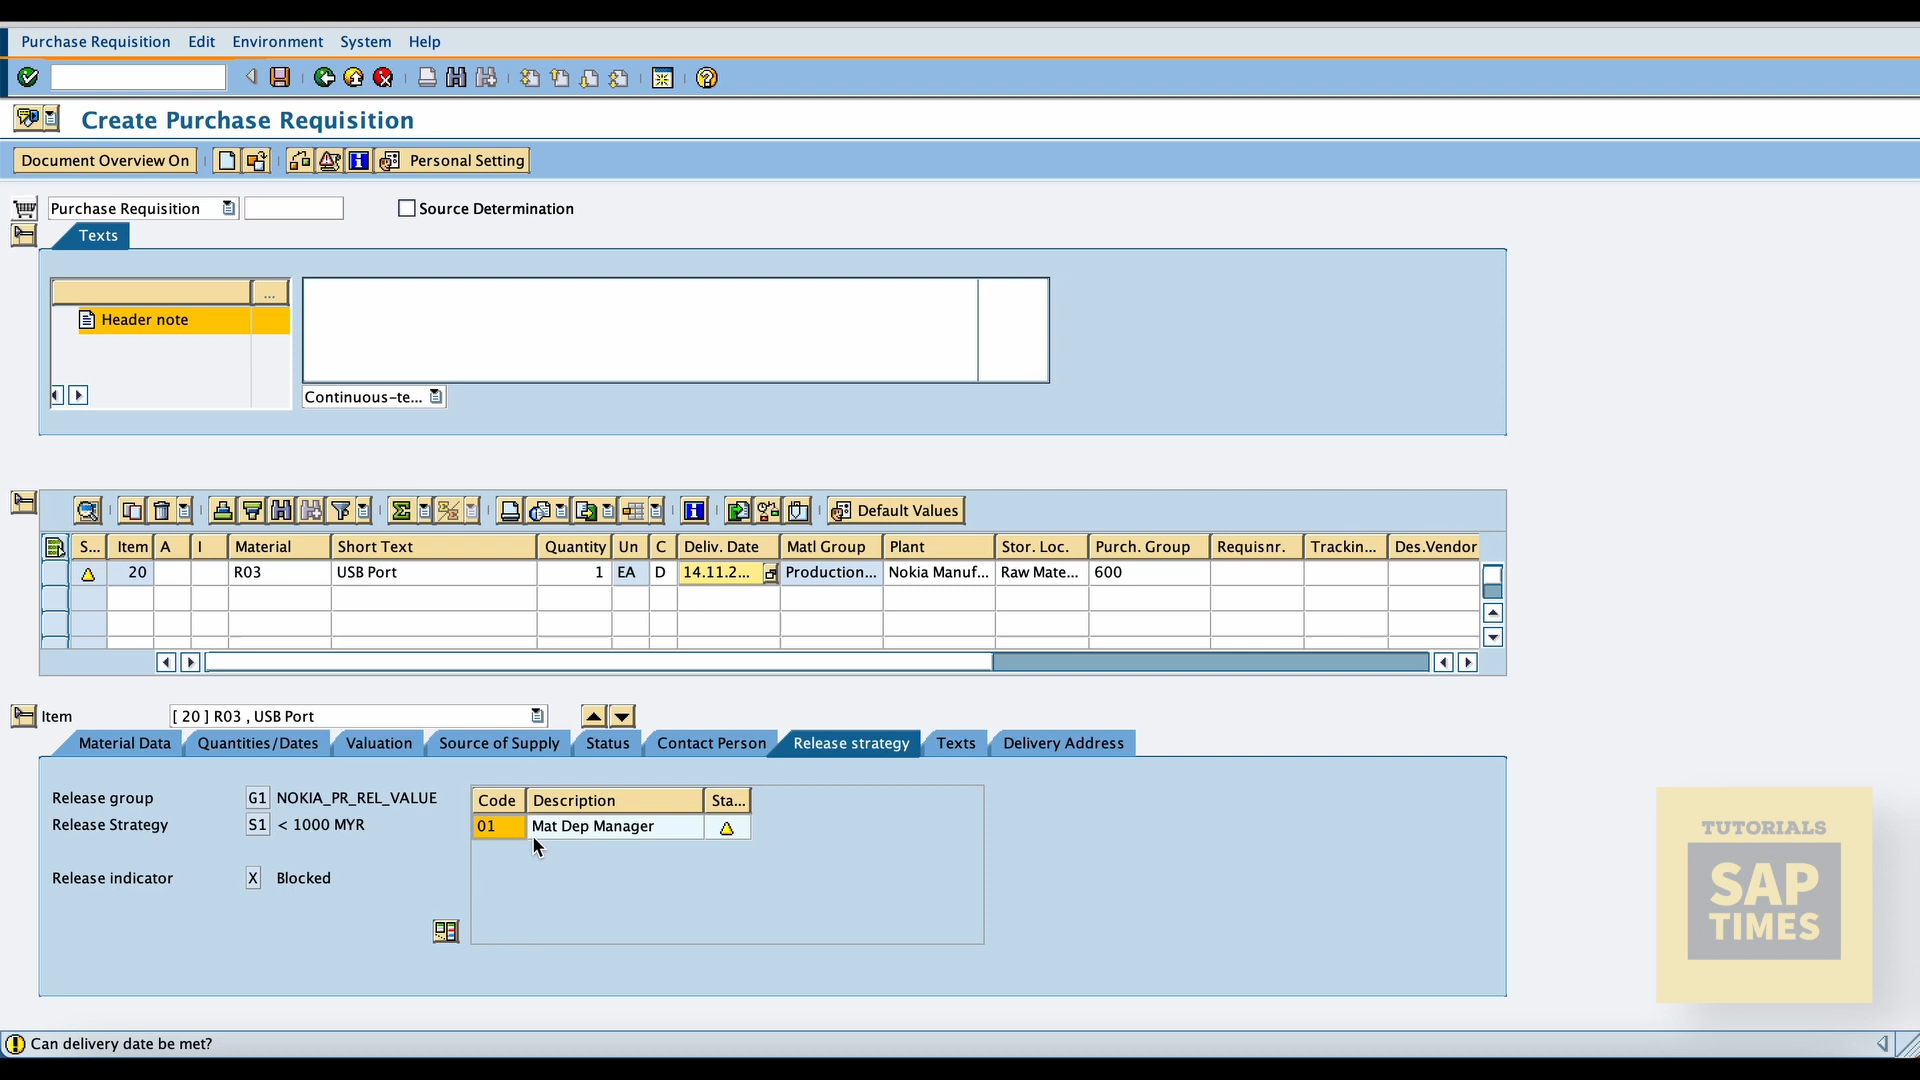 Purchase Requisition Edit Environment System Help
Create Purchase Requisition
Document Overview On Personal Setting
Purchase Requisition Source Determination
Texts
...
Header note
Continuous-te...
Default Values
S... Item A I Material Short Text Quantity Un C Deliv. Date Matl Group Plant Stor. Loc. Purch. Group Requisnr. Trackin... Des.Vendor
20 R03 USB Port 1 EA D 14.11.2... Production... Nokia Manuf... Raw Mate... 600
Item [ 20 ] R03 , USB Port
Material Data Quantities/Dates Valuation Source of Supply Status Contact Person Release strategy Texts Delivery Address
Release group G1 NOKIA_PR_REL_VALUE
Code Description Sta...
Release Strategy S1 < 1000 MYR
01 Mat Dep Manager
Release indicator X Blocked
TUTORIALS
SAP
TIMES
Can delivery date be met?